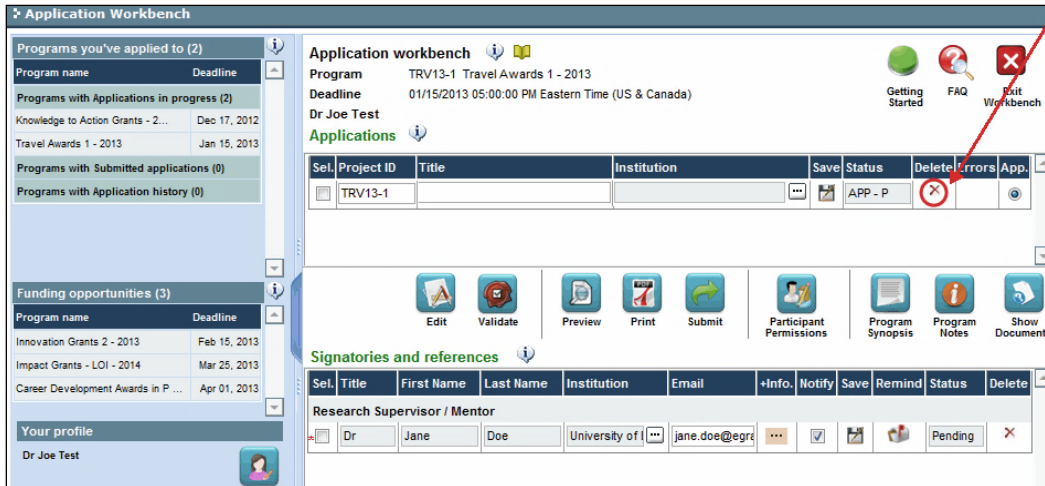 Application Workbench
Programs you've applied to (2)
Program name Deadline
Programs with Applications in progress (2)
Knowledge to Action Grants - 2... Dec 17, 2012
Travel Awards 1 - 2013 Jan 15, 2013
Programs with Submitted applications (0)
Programs with Application history (0)
Funding opportunities (3)
Program name Deadline
Innovation Grants 2 - 2013 Feb 15, 2013
Impact Grants - LOI - 2014 Mar 25, 2013
Career Development Awards in P ... Apr 01, 2013
Your profile
Dr Joe Test
Application workbench
Program TRV13-1 Travel Awards 1 - 2013
Deadline 01/15/2013 05:00:00 PM Eastern Time (US & Canada)
Dr Joe Test
Getting Started
FAQ
Exit Workbench
Applications
Sel. Project ID Title Institution Save Status Delete Errors App.
TRV13-1 ... APP - P
Edit
Validate
Preview
PDF
Print
Submit
Participant Permissions
Program Synopsis
Program Notes
Show Document
Signatories and references
Sel. Title First Name Last Name Institution Email +Info. Notify Save Remind Status Delete
Research Supervisor / Mentor
* Dr Jane Doe University of ... jane.doe@egra ... Pending